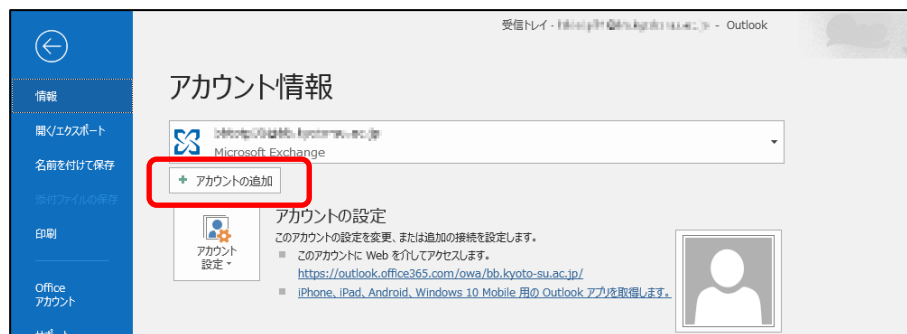 受信トレイ - - Outlook
情報
開く/エクスポート
名前を付けて保存
添付ファイルの保存
印刷
Office
アカウント
アカウント情報
Microsoft Exchange
+ アカウントの追加
アカウント
設定
アカウントの設定
このアカウントの設定を変更、または追加の接続を設定します。
このアカウントに Web を介してアクセスします。
https://outlook.office365.com/owa/bb.kyoto-su.ac.jp/
iPhone、iPad、Android、Windows 10 Mobile 用の Outlook アプリを取得します。